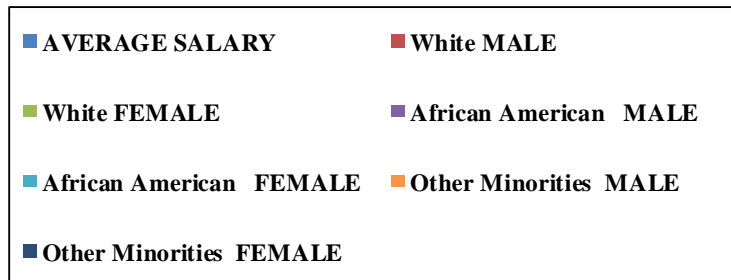 AVERAGE SALARY White MALE
White FEMALE African American MALE
African American FEMALE Other Minorities MALE
Other Minorities FEMALE